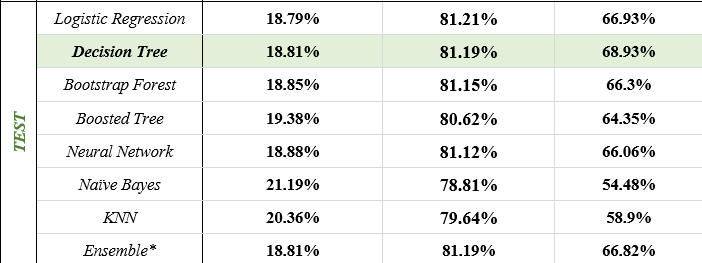 TEST
Logistic Regression 18.79% 81.21% 66.93%
Decision Tree 18.81% 81.19% 68.93%
Bootstrap Forest 18.85% 81.15% 66.3%
Boosted Tree 19.38% 80.62% 64.35%
Neural Network 18.88% 81.12% 66.06%
Naïve Bayes 21.19% 78.81% 54.48%
KNN 20.36% 79.64% 58.9%
Ensemble* 18.81% 81.19% 66.82%